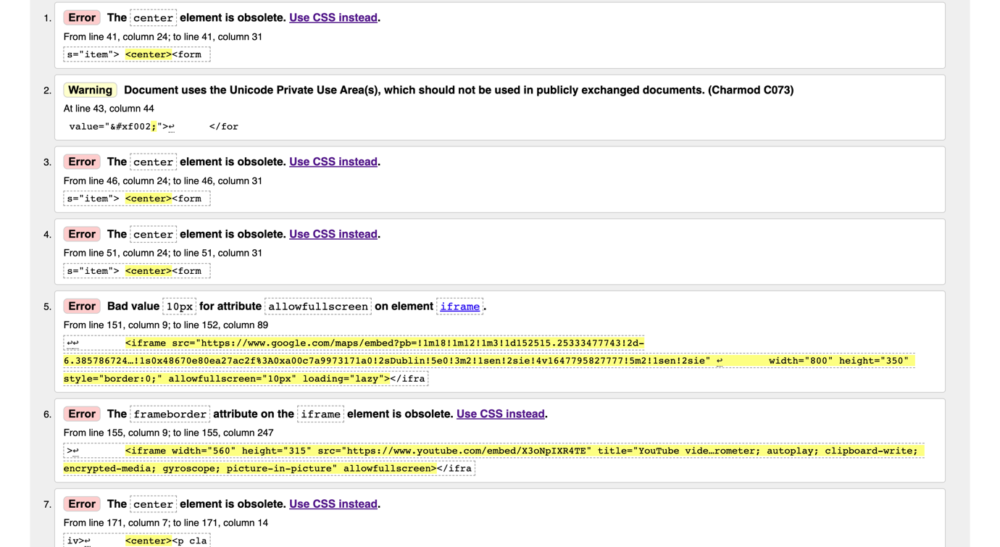 1. Error The center element is obsolete. Use CSS instead.
From line 41, column 24; to line 41, column 31
s="item"> <center><form
2. Warning Document uses the Unicode Private Use Area(s), which should not be used in publicly exchanged documents. (Charmod C073)
At line 43, column 44
value="&#xf002;">↩ </for
3. Error The center element is obsolete. Use CSS instead.
From line 46, column 24; to line 46, column 31
s="item"> <center><form
4. Error The center element is obsolete. Use CSS instead.
From line 51, column 24; to line 51, column 31
s="item"> <center><form
5. Error Bad value 10px for attribute allowfullscreen on element iframe.
From line 151, column 9; to line 152, column 89
↩↩ <iframe src="https://www.google.com/maps/embed?pb=!1m18!1m12!1m3!1d152515.25333477743!2d-
6.385786724…!1s0x48670e80ea27ac2f%3A0xa00c7a9973171a0!2sDublin!5e0!3m2!1sen!2sie!4v1647795827777!5m2!1sen!2sie" ↩ width="800" height="350"
style="border:0;" allowfullscreen="10px" loading="lazy"></ifra
6. Error The frameborder attribute on the iframe element is obsolete. Use CSS instead.
From line 155, column 9; to line 155, column 247
>↩ <iframe width="560" height="315" src="https://www.youtube.com/embed/X3oNpIXR4TE" title="YouTube vide…rometer; autoplay; clipboard-write;
encrypted-media; gyroscope; picture-in-picture" allowfullscreen></ifra
7. Error The center element is obsolete. Use CSS instead.
From line 171, column 7; to line 171, column 14
iv>↩ <center><p cla